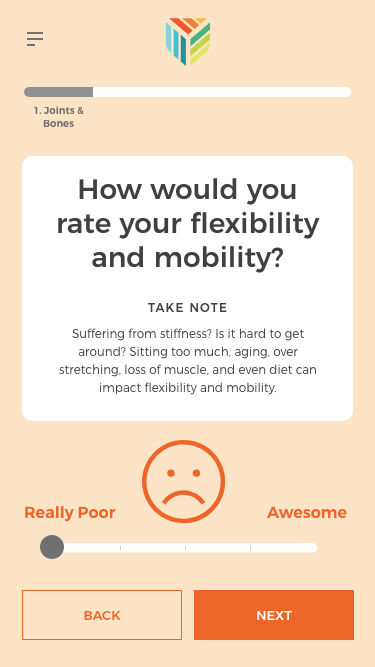 1. Joints &
Bones
How would you
rate your flexibility
and mobility?
TAKE NOTE
Suffering from stiffness? Is it hard to get
around? Sitting too much, aging, over
stretching, loss of muscle, and even diet can
impact flexibility and mobility.
Really Poor
Awesome
BACK
NEXT